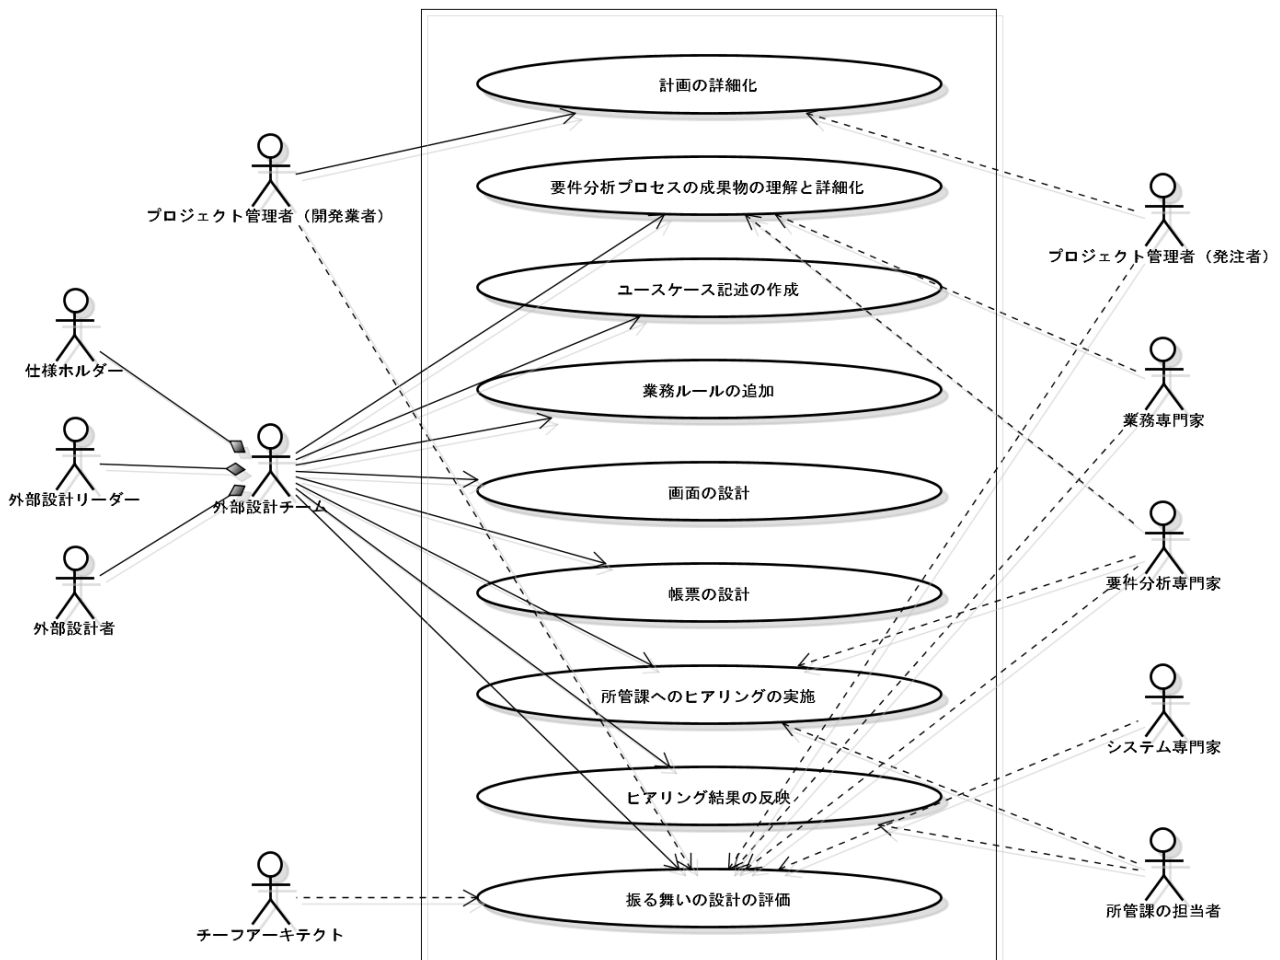 計画の詳細化
要件分析プロセスの成果物の理解と詳細化
プロジェクト管理者（開発業者）
プロジェクト管理者（発注者）
ユースケース記述の作成
仕様ホルダー
業務ルールの追加
業務専門家
画面の設計
外部設計リーダー
外部設計チーム
帳票の設計
要件分析専門家
外部設計者
所管課へのヒアリングの実施
システム専門家
ヒアリング結果の反映
振る舞いの設計の評価
所管課の担当者
チーフアーキテクト